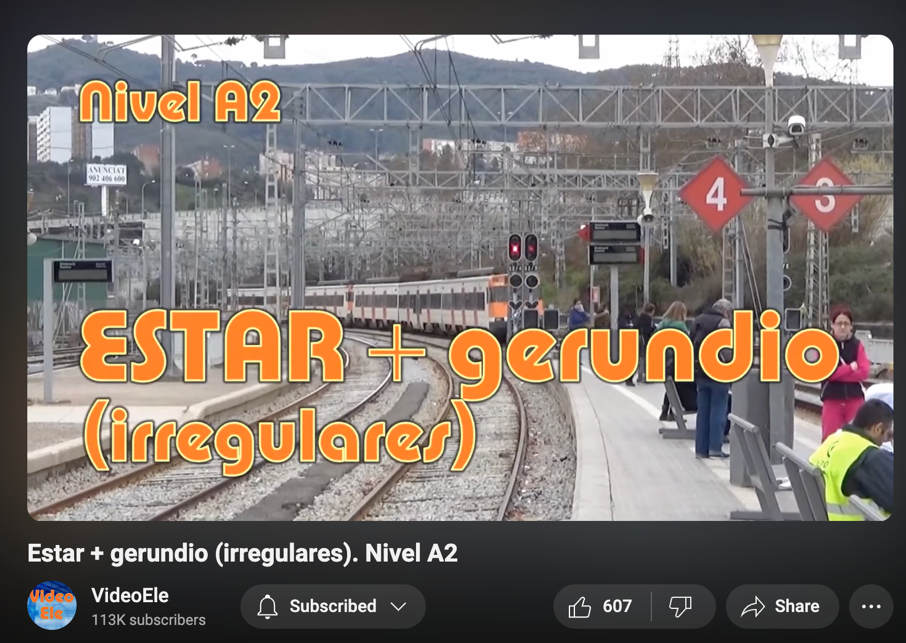 Nivel A2
ANUNCIA'T
902 406 600
4
3
ESTAR + gerundio
(irregulares)
Estar + gerundio (irregulares). Nivel A2
Video
Ele
VideoEle
113K subscribers
Subscribed
607
Share